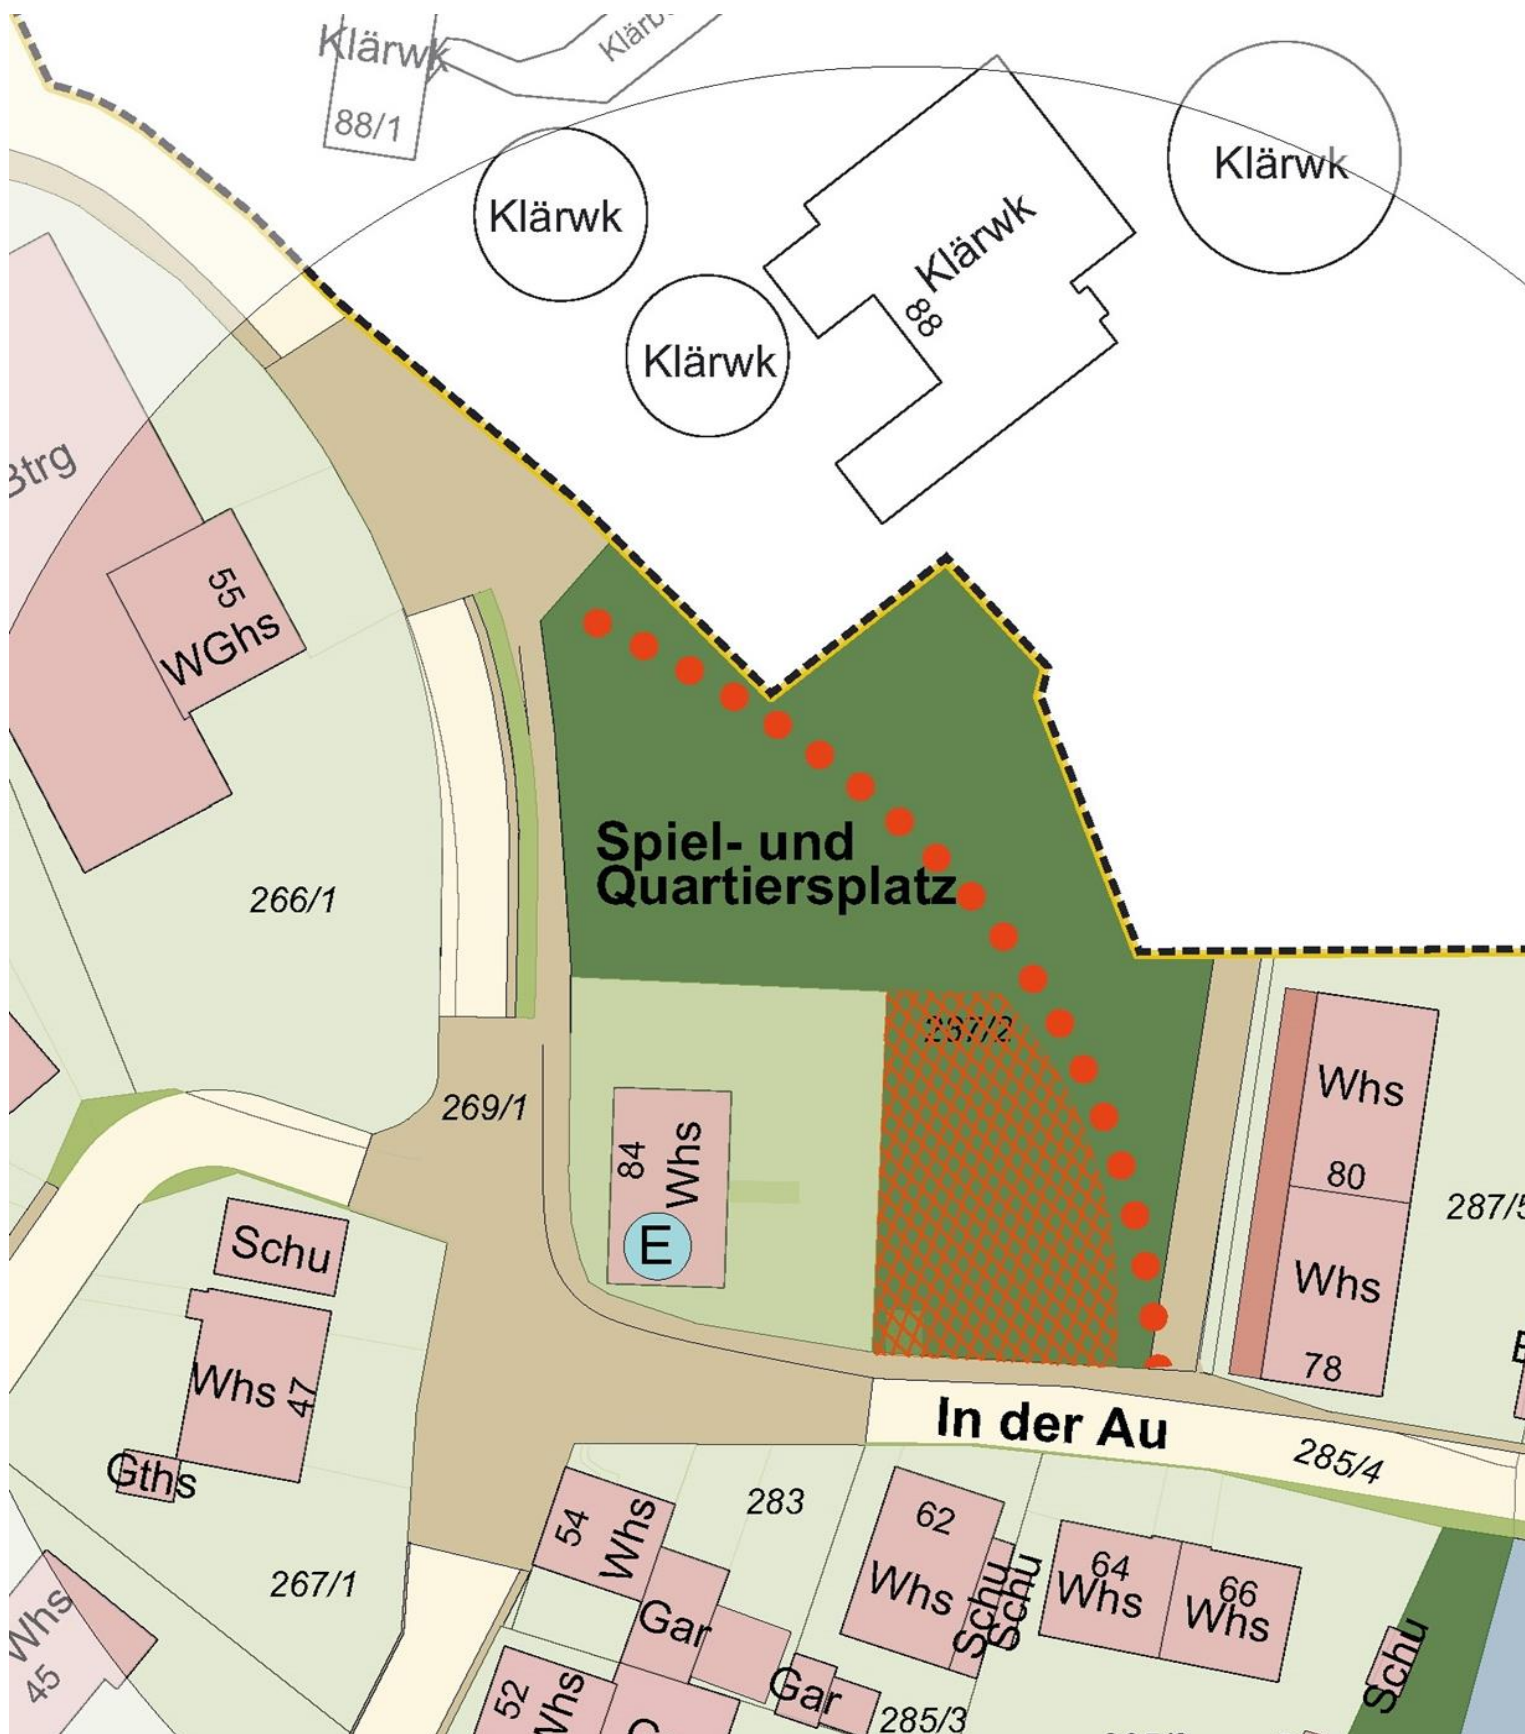 Klärwk
88/1
Klärwk
Klärwk
Klärwk
88
Klärwk
Btrg
55
WGhs
Spiel- und
Quartiersplatz
266/1
287/2
269/1
84
Whs
E
Whs
80
Whs
78
287/5
Schu
Whs
47
Gths
In der Au
285/4
283
54
Whs
62
Whs
Schu
Schu
64
Whs
66
Whs
Gar
Gar
Schu
267/1
Whs
45
52
Whs
285/3